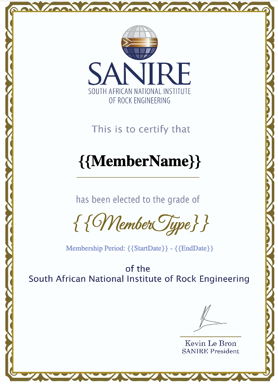 SANIRE
SOUTH AFRICAN NATIONAL INSTITUTE
OF ROCK ENGINEERING
This is to certify that
{{MemberName}}
has been elected to the grade of
{{MemberType}}
Membership Period: {{StartDate}} - {{EndDate}}
of the
South African National Institute of Rock Engineering
Kevin Le Bron
SANIRE President